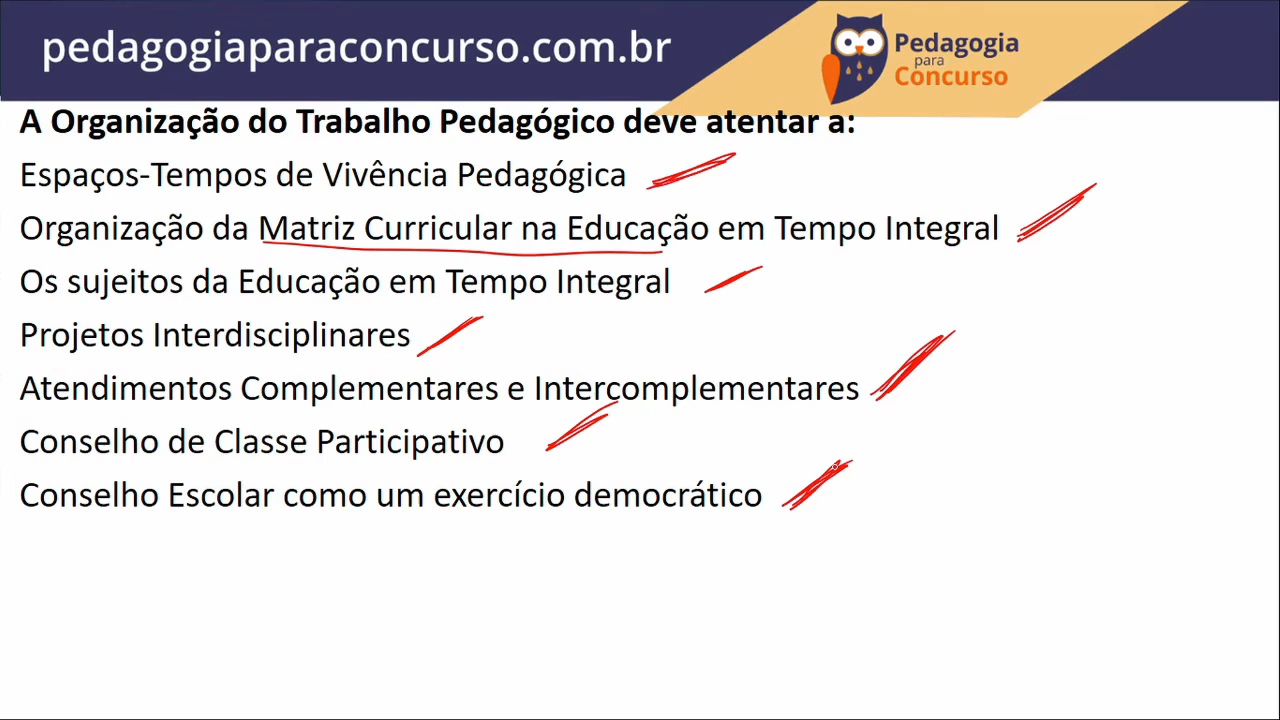 pedagogiaparaconcurso.com.br
Pedagogia
para
Concurso
A Organização do Trabalho Pedagógico deve atentar a:
Espaços-Tempos de Vivência Pedagógica
Organização da Matriz Curricular na Educação em Tempo Integral
Os sujeitos da Educação em Tempo Integral
Projetos Interdisciplinares
Atendimentos Complementares e Intercomplementares
Conselho de Classe Participativo
Conselho Escolar como um exercício democrático